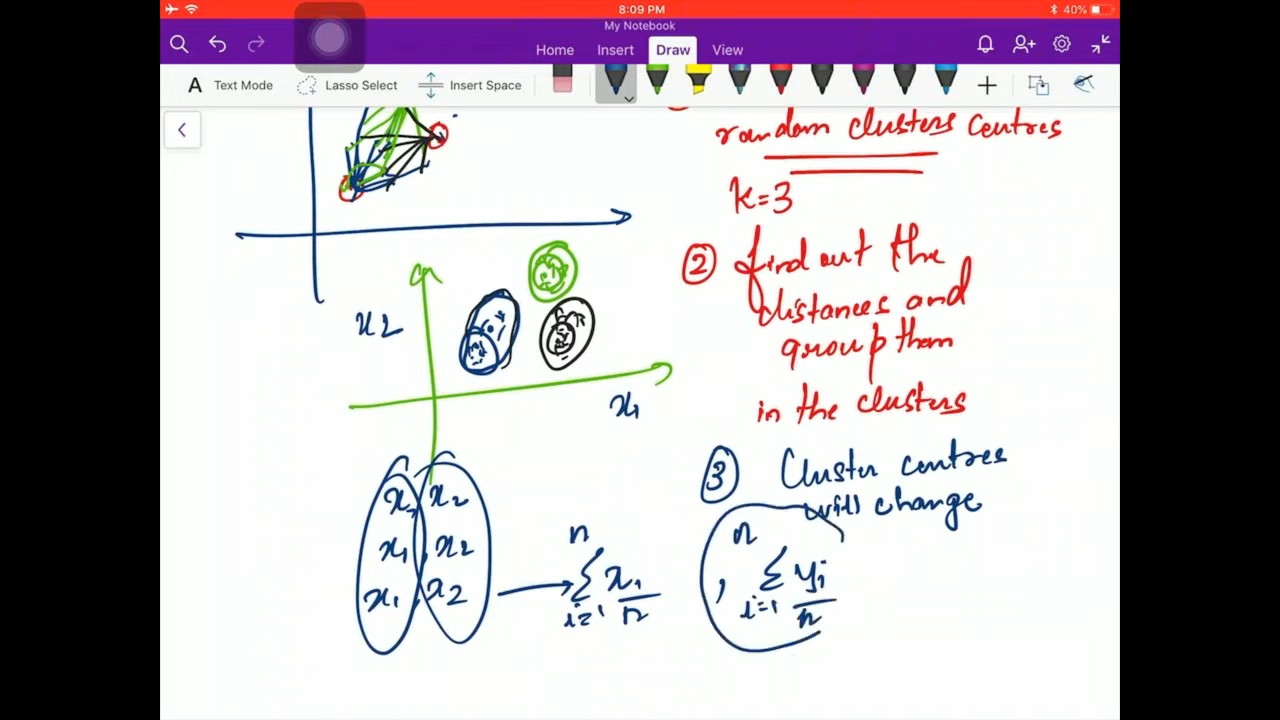 8:09 PM
40%
My Notebook
Home Insert Draw View
A Text Mode Lasso Select Insert Space
random clusters centres
K=3
② find out the
distances and
group them
in the clusters
x2
x1
③ Cluster centres
will change
x1 x2
x1, x2
x1, x2
n ∑ i=1 x1/n , n ∑ i=1 yi/n